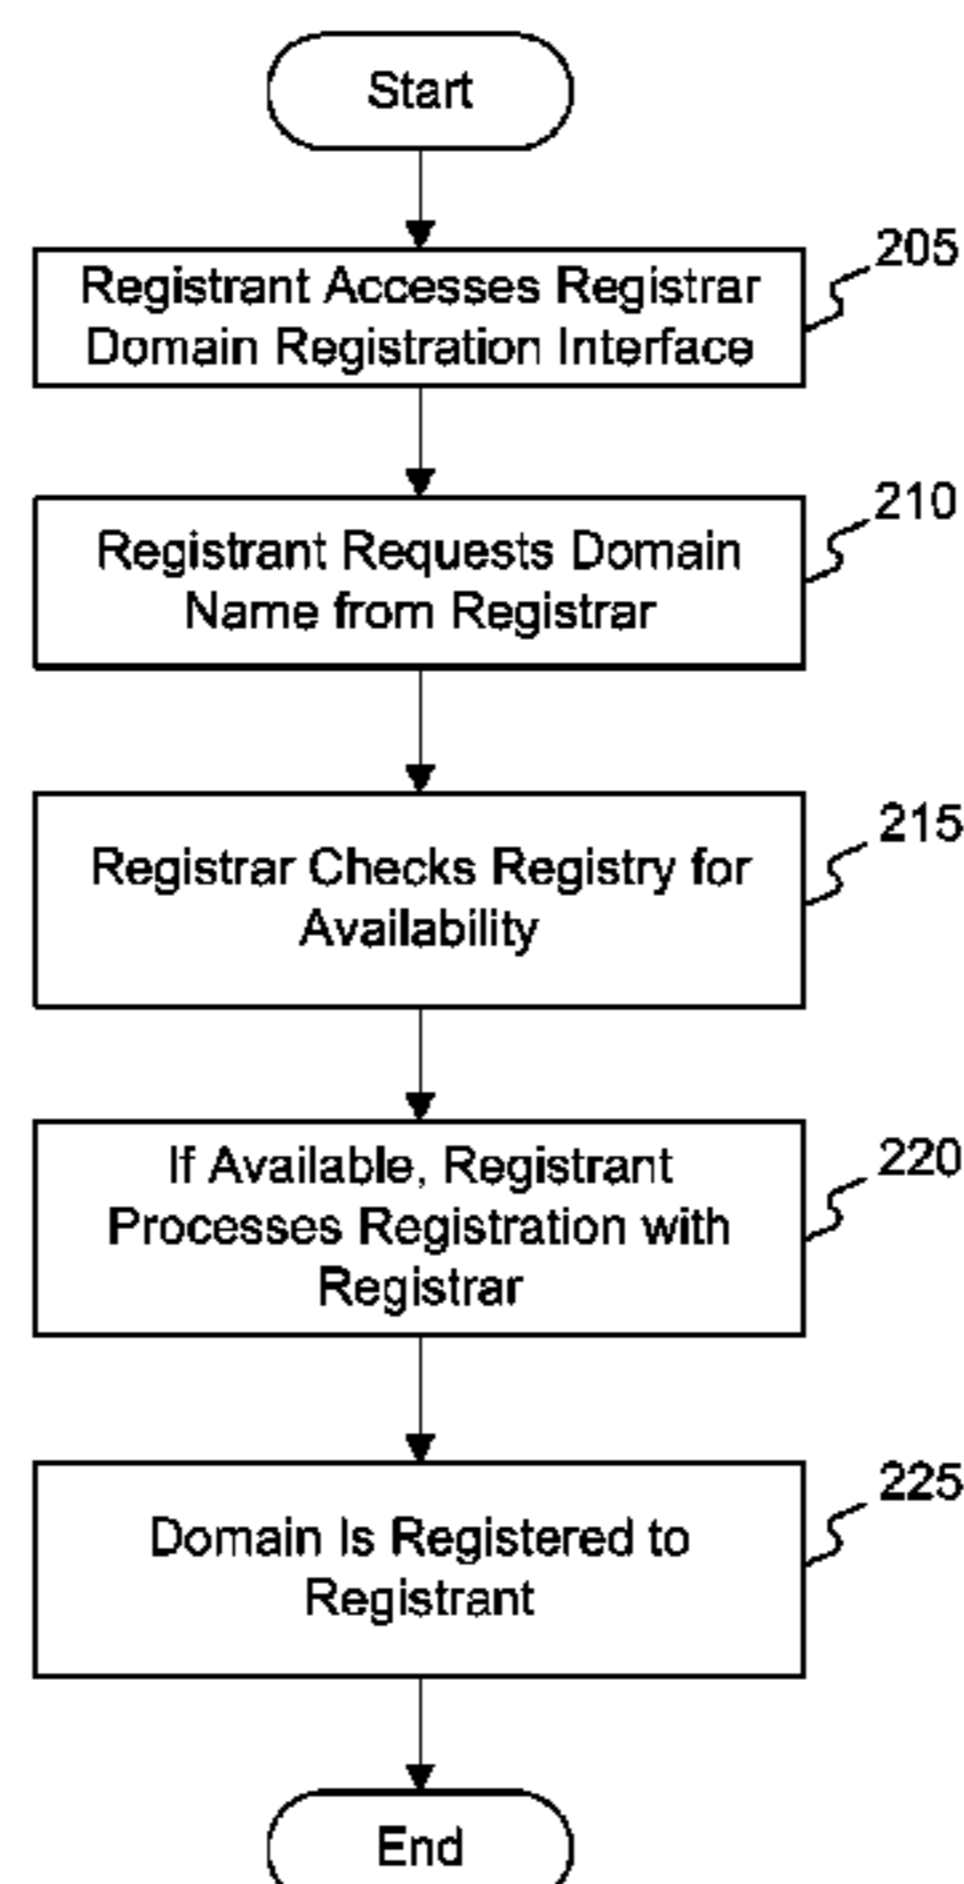 Start
Registrant Accesses Registrar
Domain Registration Interface
205
Registrant Requests Domain
Name from Registrar
210
Registrar Checks Registry for
Availability
215
If Available, Registrant
Processes Registration with
Registrar
220
Domain Is Registered to
Registrant
225
End